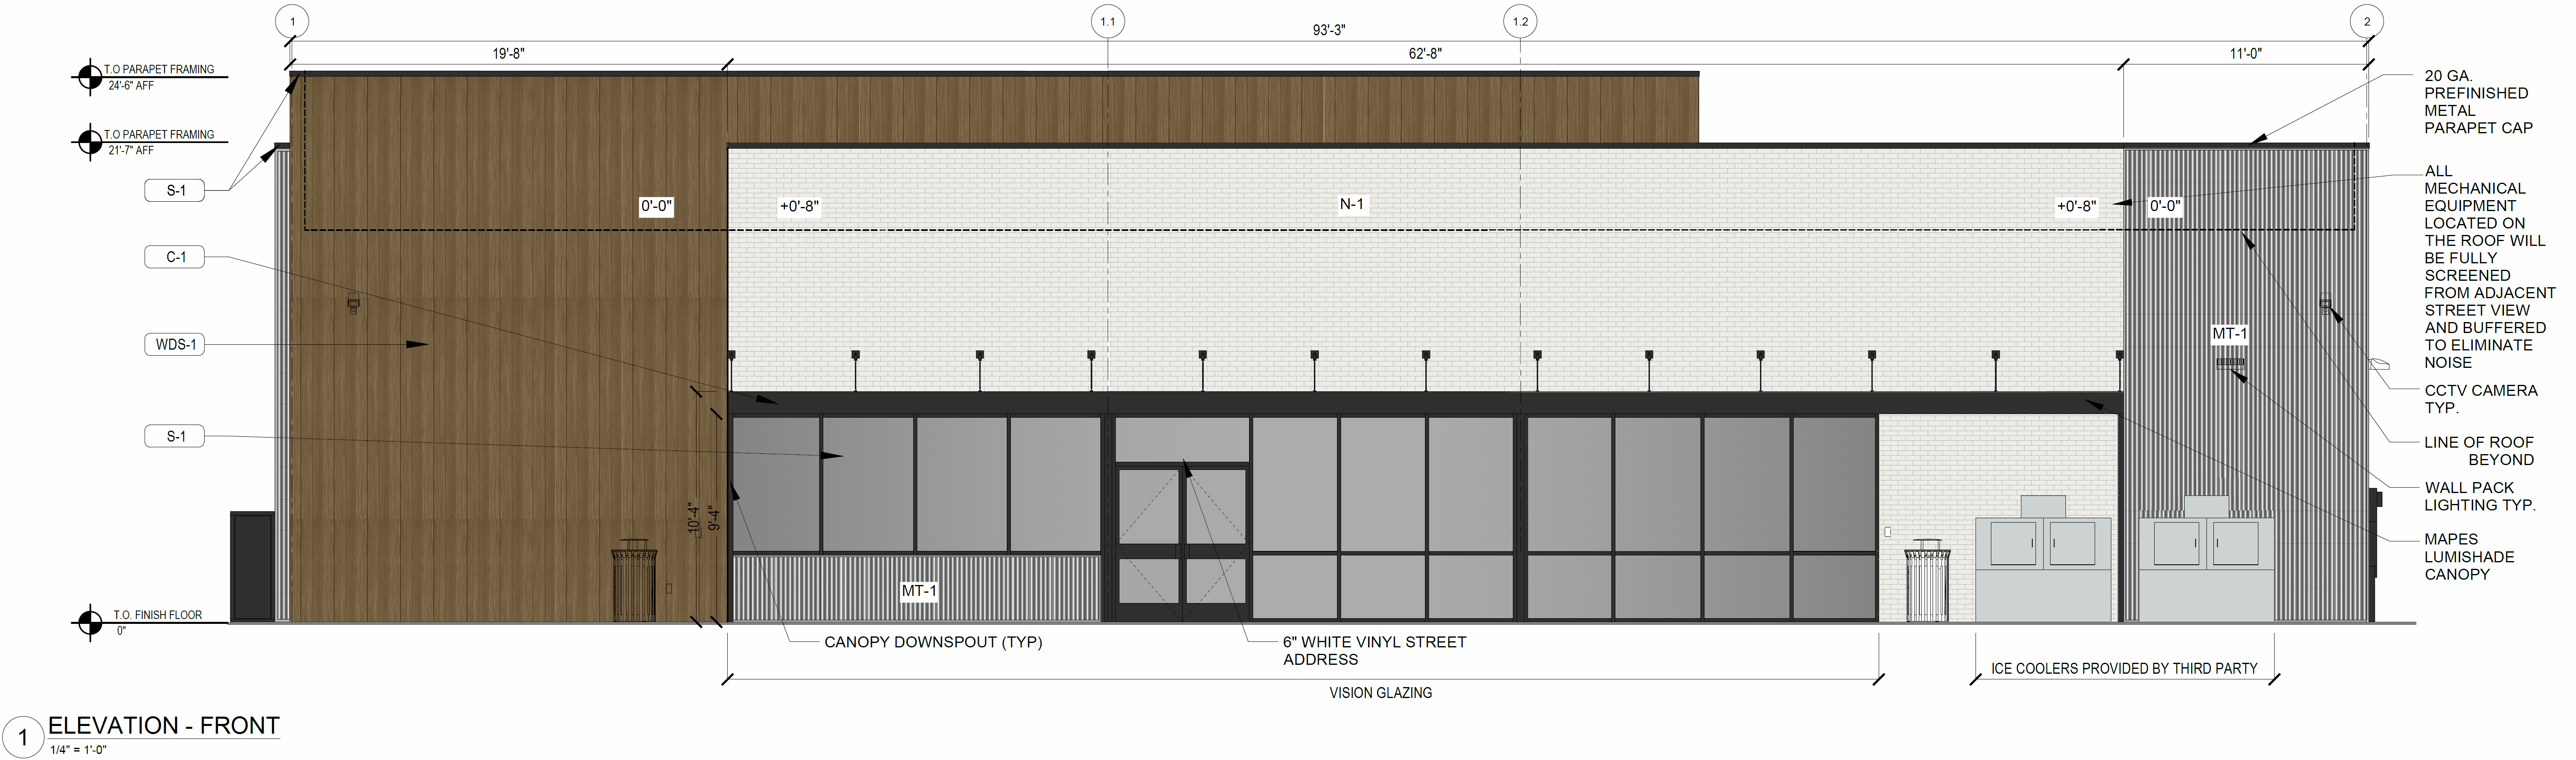 1
1.1
1.2
2
93'-3"
19'-8"
62'-8"
11'-0"
T.O PARAPET FRAMING
24'-6" AFF
T.O PARAPET FRAMING
21'-7" AFF
S-1
C-1
WDS-1
S-1
0'-0"
+0'-8"
N-1
+0'-8"
0'-0"
MT-1
20 GA.
PREFINISHED
METAL
PARAPET CAP
ALL
MECHANICAL
EQUIPMENT
LOCATED ON
THE ROOF WILL
BE FULLY
SCREENED
FROM ADJACENT
STREET VIEW
AND BUFFERED
TO ELIMINATE
NOISE
CCTV CAMERA
TYP.
LINE OF ROOF
BEYOND
WALL PACK
LIGHTING TYP.
MAPES
LUMISHADE
CANOPY
10'-4"
9'-4"
MT-1
T.O. FINISH FLOOR
0"
CANOPY DOWNSPOUT (TYP)
6" WHITE VINYL STREET
ADDRESS
ICE COOLERS PROVIDED BY THIRD PARTY
VISION GLAZING
1
ELEVATION - FRONT
1/4" = 1'-0"